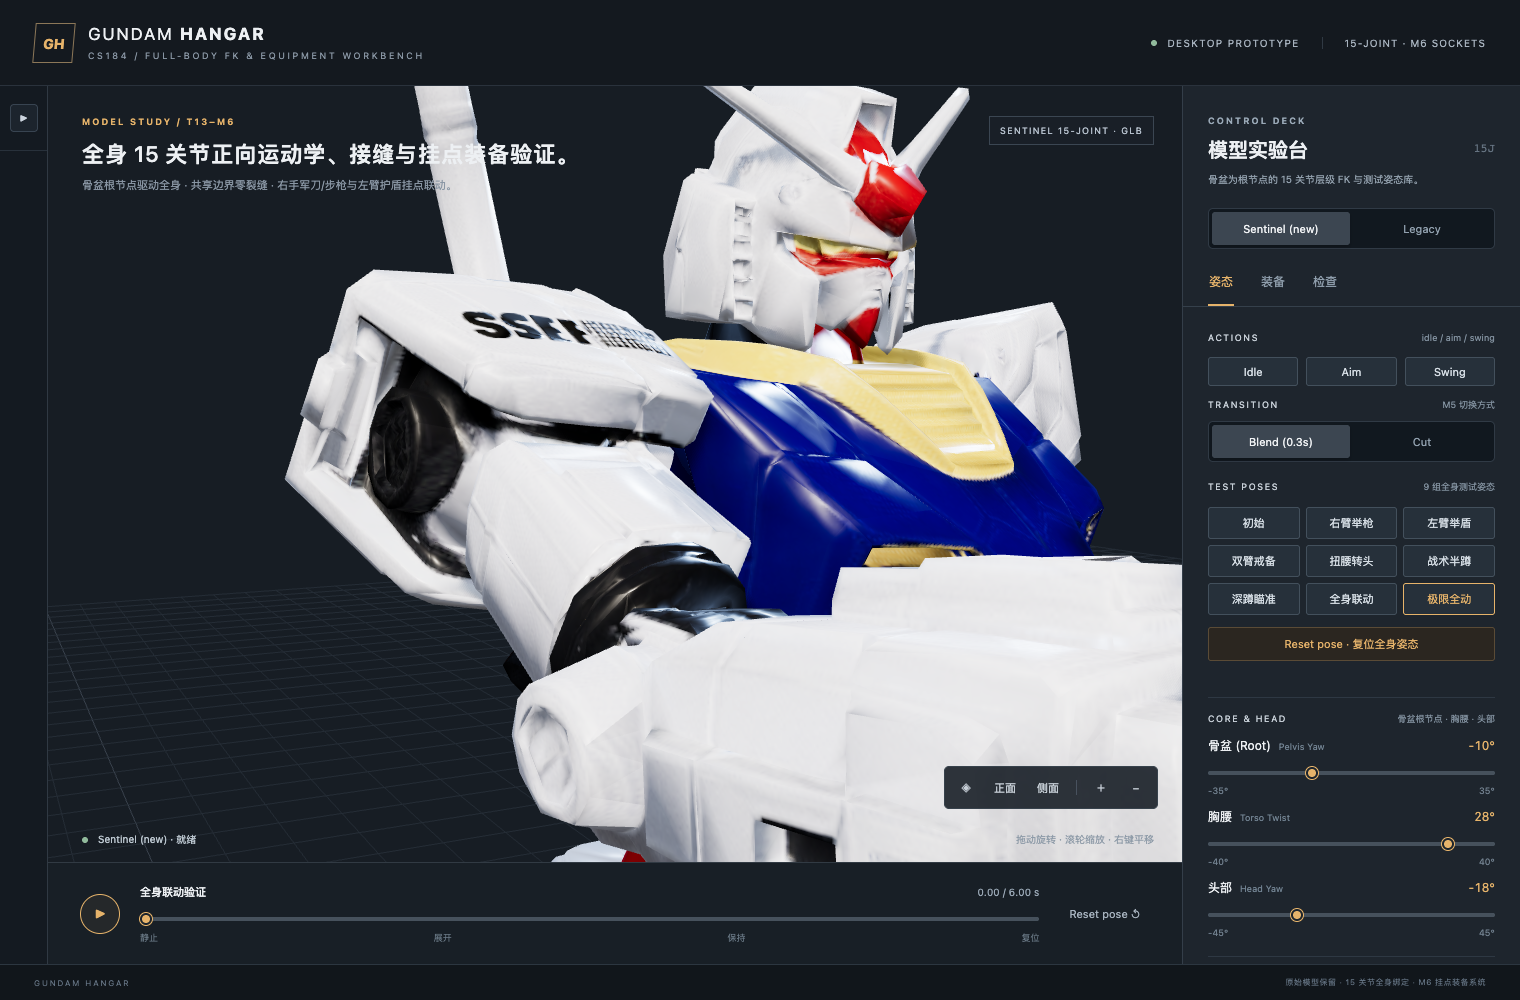 GH
GUNDAM HANGAR
CS184 / FULL-BODY FK & EQUIPMENT WORKBENCH
DESKTOP PROTOTYPE
15-JOINT · M6 SOCKETS
MODEL STUDY / T13–M6
全身 15 关节正向运动学、接缝与挂点装备验证。
骨盆根节点驱动全身 · 共享边界零裂缝 · 右手军刀/步枪与左臂护盾挂点联动。
SENTINEL 15-JOINT · GLB
正面 侧面 + −
Sentinel (new) · 就绪
拖动旋转 · 滚轮缩放 · 右键平移
全身联动验证
0.00 / 6.00 s
静止 展开 保持 复位
Reset pose
CONTROL DECK
模型实验台
15J
骨盆为根节点的 15 关节层级 FK 与测试姿态库。
Sentinel (new) Legacy
姿态 装备 检查
ACTIONS idle / aim / swing
Idle Aim Swing
TRANSITION M5 切换方式
Blend (0.3s) Cut
TEST POSES 9 组全身测试姿态
初始 右臂举枪 左臂举盾
双臂戒备 扭腰转头 战术半蹲
深蹲瞄准 全身联动 极限全动
Reset pose · 复位全身姿态
CORE & HEAD 骨盆根节点 · 胸腰 · 头部
骨盆 (Root) Pelvis Yaw -10°
-35° 35°
胸腰 Torso Twist 28°
-40° 40°
头部 Head Yaw -18°
-45° 45°
GUNDAM HANGAR
原始模型保留 · 15 关节全身绑定 · M6 挂点装备系统